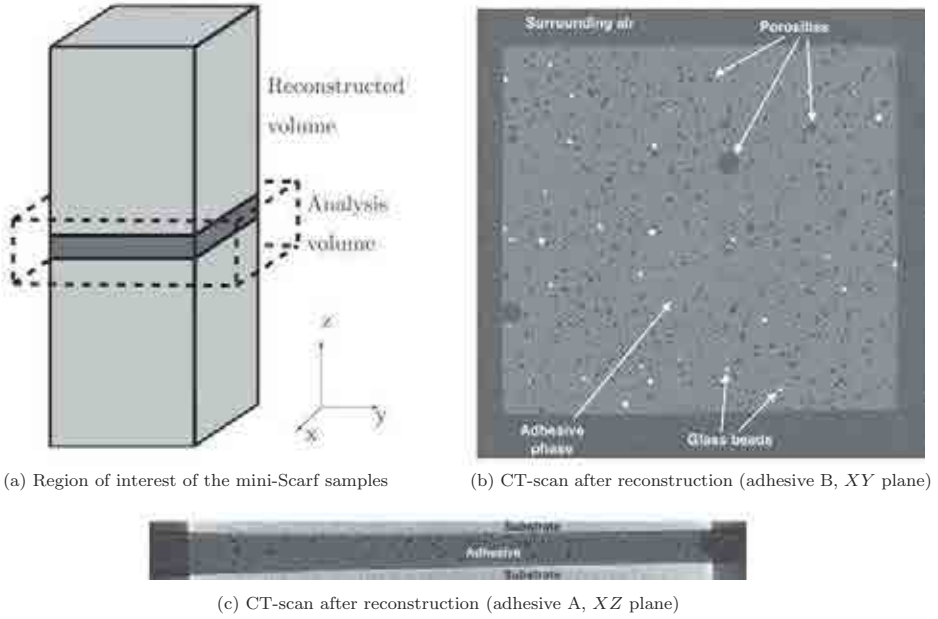 Reconstructed
volume
Analysis
volume
z
y
x
(a) Region of interest of the mini-Scarf samples
Surrounding air
Porosities
Adhesive
phase
Glass beads
(b) CT-scan after reconstruction (adhesive B, XY plane)
Substrate
Adhesive
Substrate
(c) CT-scan after reconstruction (adhesive A, XZ plane)